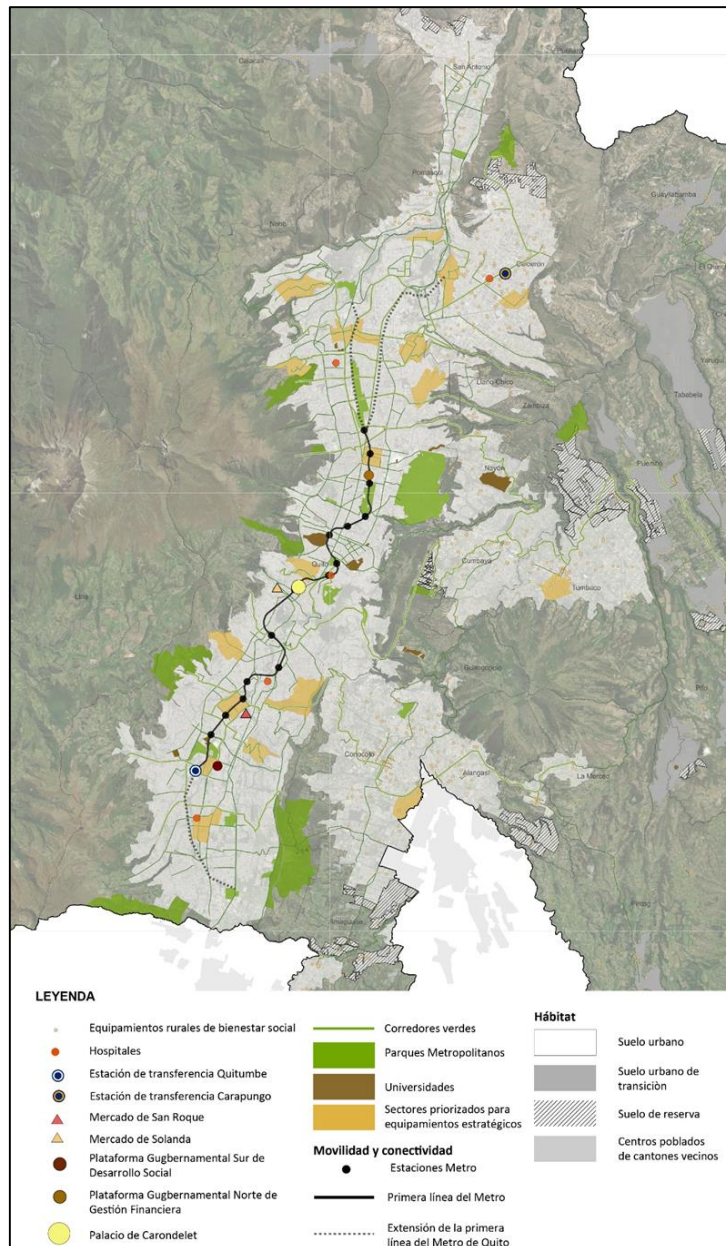 San Antonio
Pomasqui
Guayllabamba
Nono
Calderón
Llano Chico
Zámbiza
Tababela
Nayón
Puembo
Quito
Cumbayá
Tumbaco
Lloa
Guangopolo
Pifo
Conocoto
Alangasí
La Merced
Amaguaña
Píntag
LEYENDA
Equipamientos rurales de bienestar social
Hospitales
Estación de transferencia Quitumbe
Estación de transferencia Carapungo
Mercado de San Roque
Mercado de Solanda
Plataforma Gugbernamental Sur de
Desarrollo Social
Plataforma Gugbernamental Norte de
Gestión Financiera
Palacio de Carondelet
Corredores verdes
Parques Metropolitanos
Universidades
Sectores priorizados para
equipamientos estratégicos
Movilidad y conectividad
Estaciones Metro
Primera línea del Metro
Extensión de la primera
línea del Metro de Quito
Hábitat
Suelo urbano
Suelo urbano de
transiciòn
Suelo de reserva
Centros poblados
de cantones vecinos